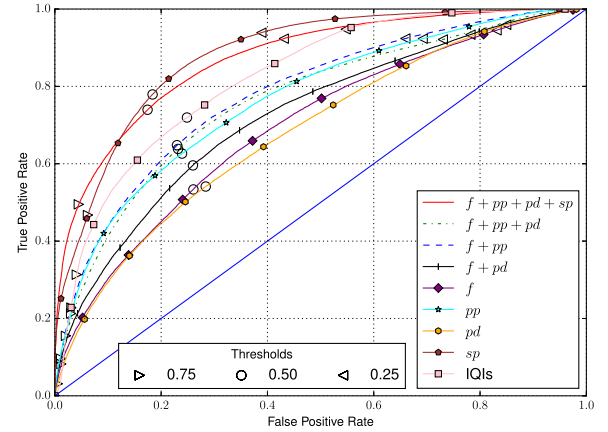 1.0
0.8
0.6
0.4
0.2
0.0
True Positive Rate
f + pp + pd + sp
f + pp + pd
f + pp
f + pd
f
pp
pd
sp
IQIs
Thresholds
0.75 0.50 0.25
0.0 0.2 0.4 0.6 0.8 1.0
False Positive Rate